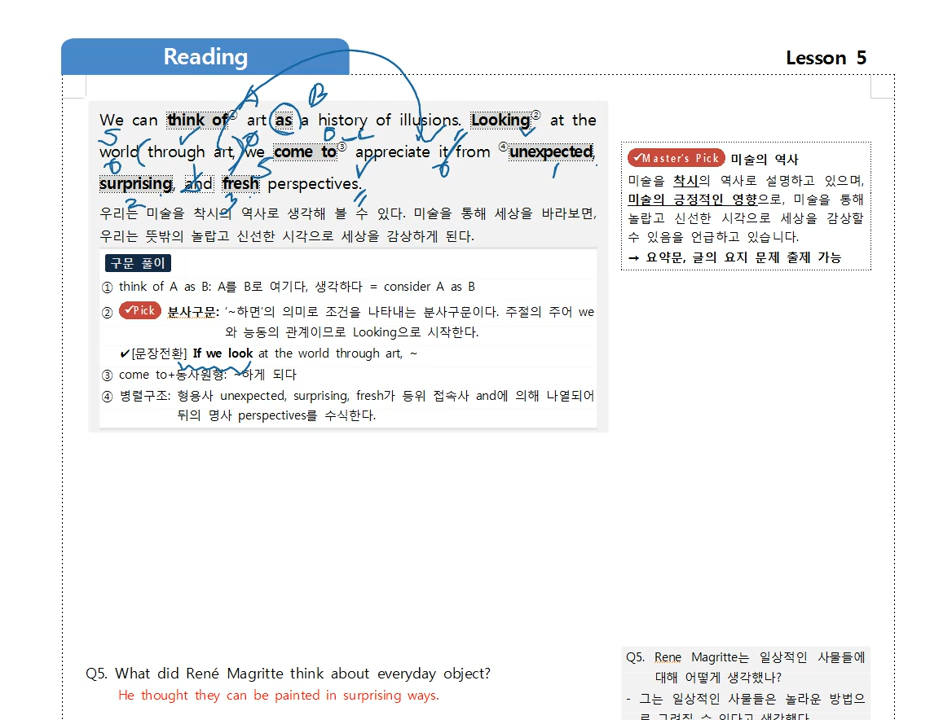 Reading
Lesson 5
We can think of② art as a history of illusions. Looking② at the
world through art, we come to③ appreciate it from ④unexpected,
surprising, and fresh perspectives.
우리는 미술을 착시의 역사로 생각해 볼 수 있다. 미술을 통해 세상을 바라보면,
우리는 뜻밖의 놀랍고 신선한 시각으로 세상을 감상하게 된다.
구문 풀이
① think of A as B: A를 B로 여기다, 생각하다 = consider A as B
② ✓Pick 분사구문: '~하면'의 의미로 조건을 나타내는 분사구문이다. 주절의 주어 we
와 능동의 관계이므로 Looking으로 시작한다.
✔[문장전환] If we look at the world through art, ~
③ come to+동사원형: ~하게 되다
④ 병렬구조: 형용사 unexpected, surprising, fresh가 등위 접속사 and에 의해 나열되어
뒤의 명사 perspectives를 수식한다.
✓Master's Pick 미술의 역사
미술을 착시의 역사로 설명하고 있으며,
미술의 긍정적인 영향으로, 미술을 통해
놀랍고 신선한 시각으로 세상을 감상할
수 있음을 언급하고 있습니다.
→ 요약문, 글의 요지 문제 출제 가능
A
B
S
O
1
2
3
Q5. What did René Magritte think about everyday object?
He thought they can be painted in surprising ways.
Q5. Rene Magritte는 일상적인 사물들에
대해 어떻게 생각했나?
- 그는 일상적인 사물들은 놀라운 방법으
로 그려질 수 있다고 생각했다